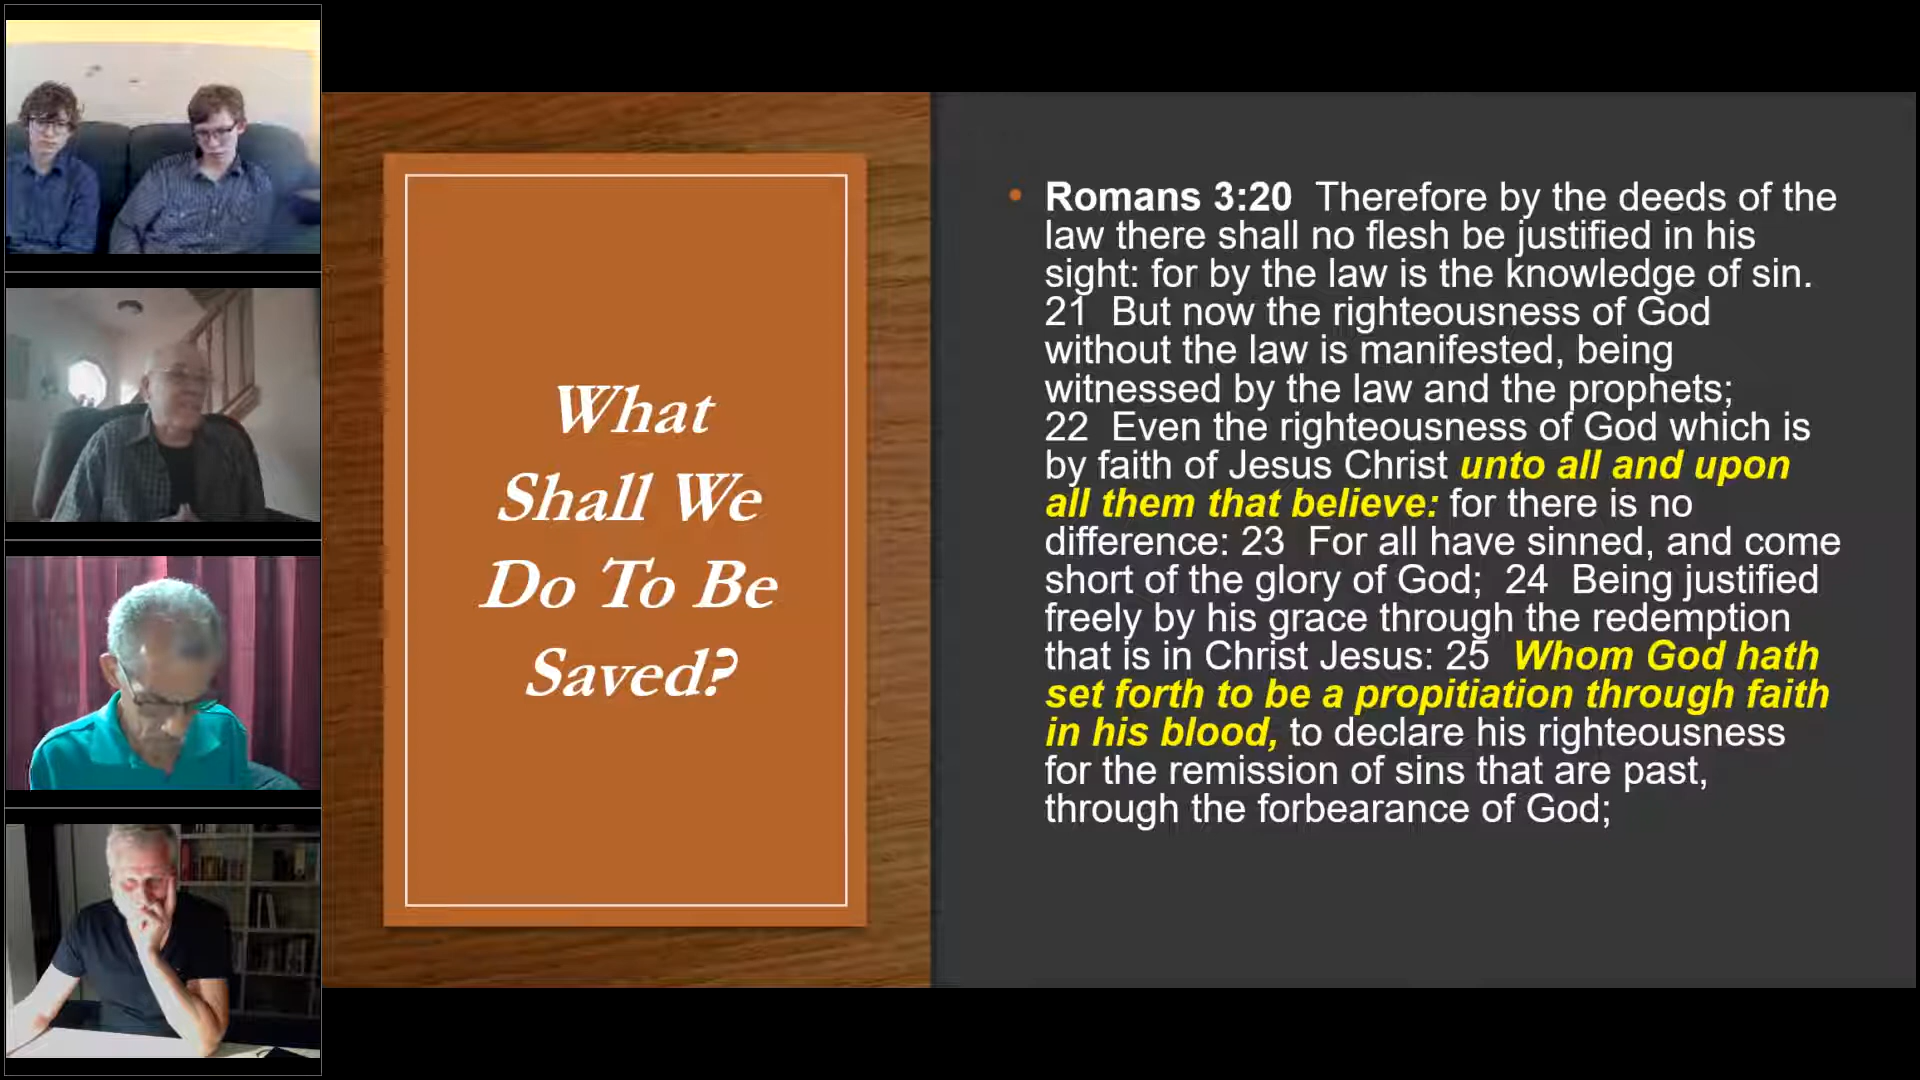 What
Shall We
Do To Be
Saved?
• Romans 3:20  Therefore by the deeds of the
law there shall no flesh be justified in his
sight: for by the law is the knowledge of sin.
21  But now the righteousness of God
without the law is manifested, being
witnessed by the law and the prophets;
22  Even the righteousness of God which is
by faith of Jesus Christ unto all and upon
all them that believe: for there is no
difference: 23  For all have sinned, and come
short of the glory of God;  24  Being justified
freely by his grace through the redemption
that is in Christ Jesus: 25  Whom God hath
set forth to be a propitiation through faith
in his blood, to declare his righteousness
for the remission of sins that are past,
through the forbearance of God;